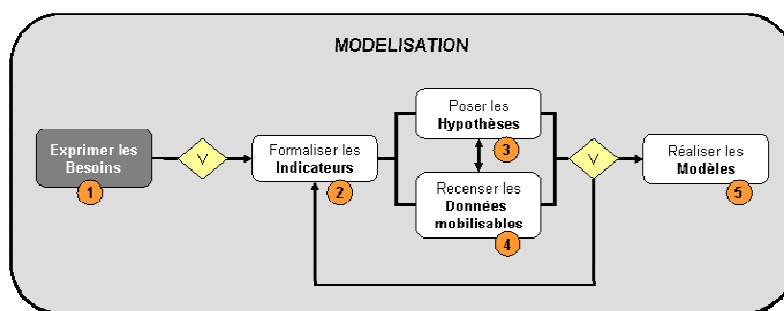 MODELISATION
Exprimer les
Besoins
1
V
Formaliser les
Indicateurs
2
Poser les
Hypothèses
3
Recenser les
Données
mobilisables
4
V
Réaliser les
Modèles
5